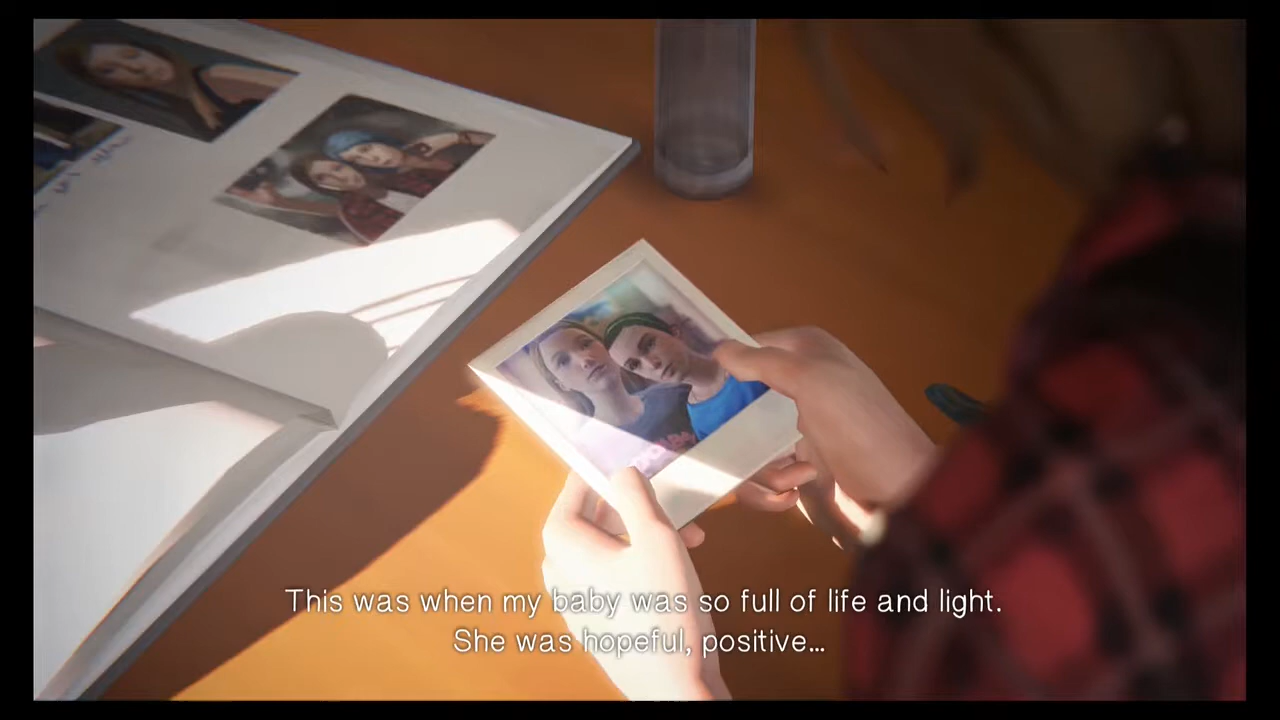 This was when my baby was so full of life and light.
She was hopeful, positive...